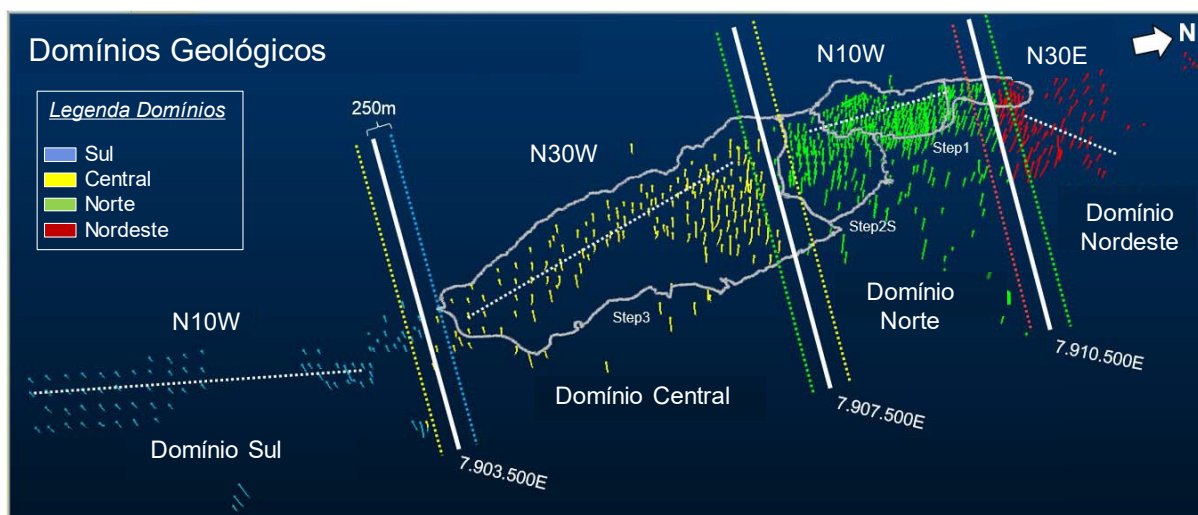 Domínios Geológicos
N
N10W
N30E
Legenda Domínios
Sul
Central
Norte
Nordeste
250m
N30W
Step1
Domínio
Nordeste
Step2S
Domínio
Norte
N10W
Step3
7.910.500E
Domínio Central
7.907.500E
Domínio Sul
7.903.500E